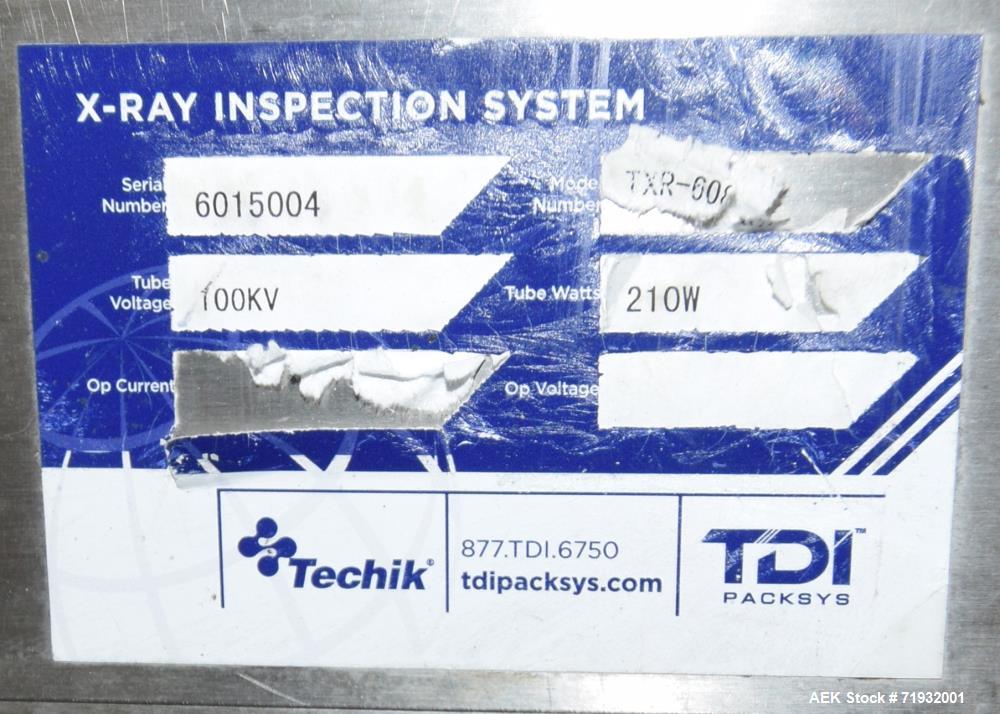 X-RAY INSPECTION SYSTEM
Serial Number 6015004
Model Number
Tube Voltage 100KV
Tube Watts 210W
Op Current
Op Voltage
Techik®
877.TDI.6750
tdipacksys.com
TDI™
PACKSYS
AEK Stock # 71932001